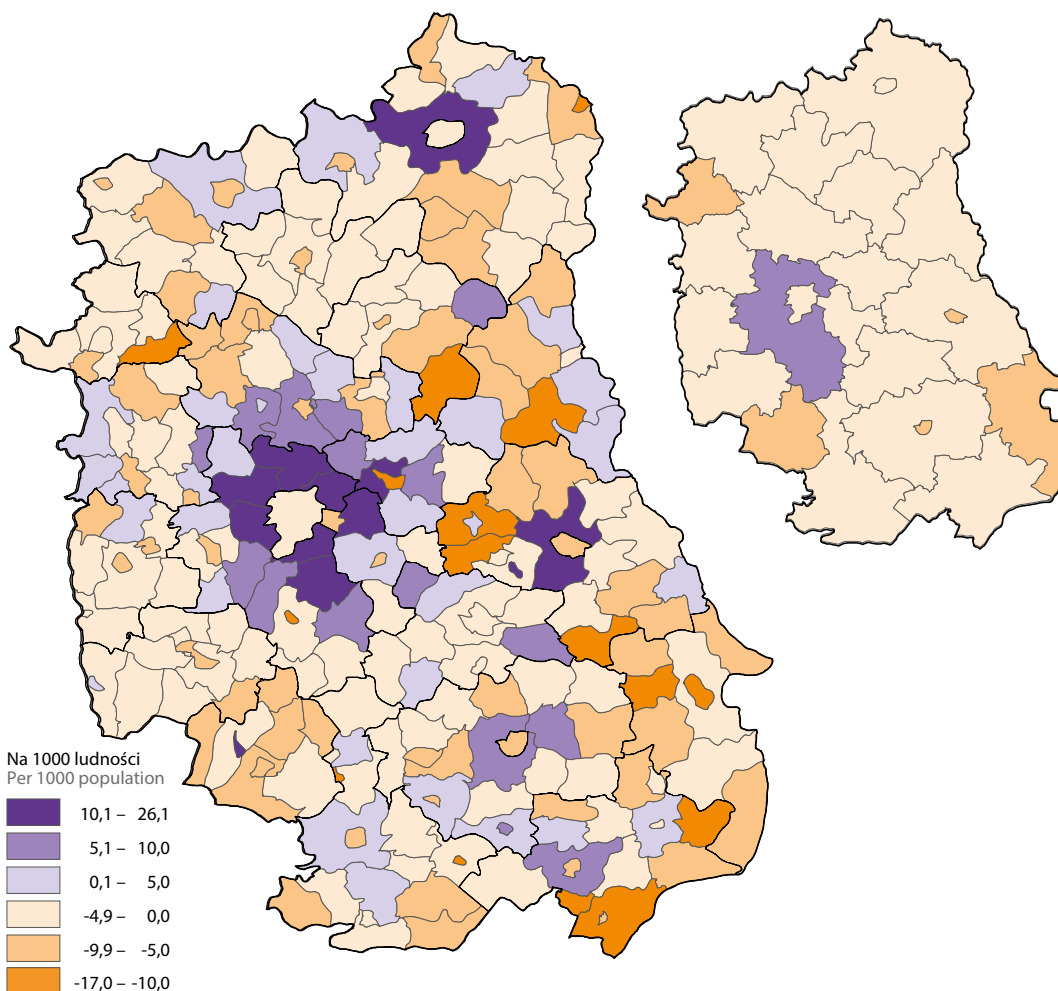 Na 1000 ludności
Per 1000 population
10,1 – 26,1
5,1 – 10,0
0,1 – 5,0
-4,9 – 0,0
-9,9 – -5,0
-17,0 – -10,0